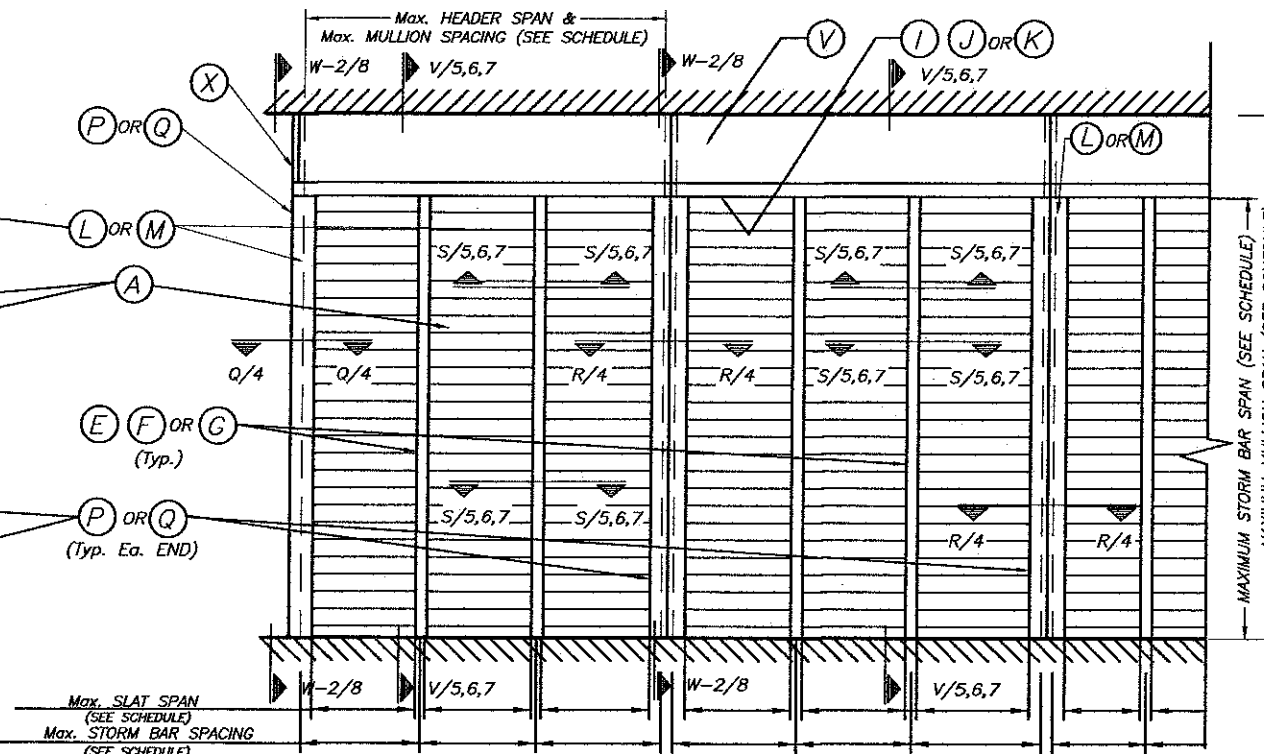 Max. HEADER SPAN &
Max. MULLION SPACING (SEE SCHEDULE)
V
I J OR K
W-2/8
V/5,6,7
W-2/8
V/5,6,7
X
P OR Q
L OR M
L OR M
A
S/5,6,7
S/5,6,7
S/5,6,7
S/5,6,7
Q/4
Q/4
R/4
R/4
S/5,6,7
S/5,6,7
E F OR G
(Typ.)
P OR Q
(Typ. Ea. END)
S/5,6,7
S/5,6,7
R/4
R/4
MAXIMUM STORM BAR SPAN (SEE SCHEDULE)
W-2/8
V/5,6,7
W-2/8
V/5,6,7
Max. SLAT SPAN
(SEE SCHEDULE)
Max. STORM BAR SPACING
(SEE SCHEDULE)